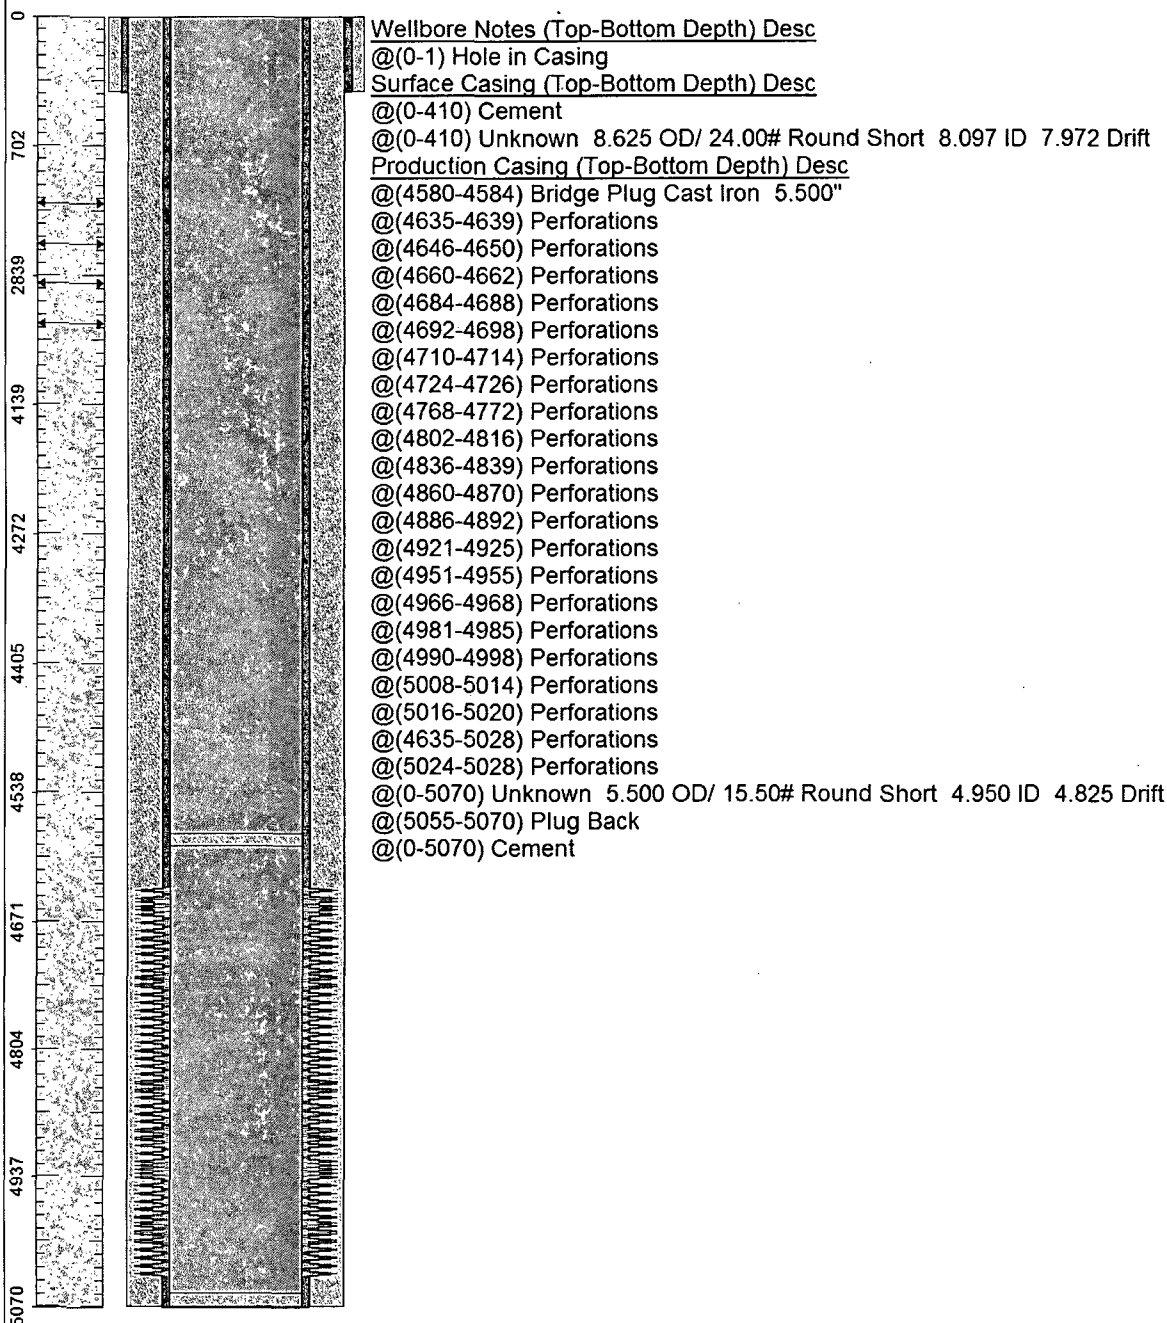 0
702
2839
4139
4272
4405
4538
4671
4804
4937
5070
Wellbore Notes (Top-Bottom Depth) Desc
@(0-1) Hole in Casing
Surface Casing (Top-Bottom Depth) Desc
@(0-410) Cement
@(0-410) Unknown 8.625 OD/ 24.00# Round Short 8.097 ID 7.972 Drift
Production Casing (Top-Bottom Depth) Desc
@(4580-4584) Bridge Plug Cast Iron 5.500"
@(4635-4639) Perforations
@(4646-4650) Perforations
@(4660-4662) Perforations
@(4684-4688) Perforations
@(4692-4698) Perforations
@(4710-4714) Perforations
@(4724-4726) Perforations
@(4768-4772) Perforations
@(4802-4816) Perforations
@(4836-4839) Perforations
@(4860-4870) Perforations
@(4886-4892) Perforations
@(4921-4925) Perforations
@(4951-4955) Perforations
@(4966-4968) Perforations
@(4981-4985) Perforations
@(4990-4998) Perforations
@(5008-5014) Perforations
@(5016-5020) Perforations
@(4635-5028) Perforations
@(5024-5028) Perforations
@(0-5070) Unknown 5.500 OD/ 15.50# Round Short 4.950 ID 4.825 Drift
@(5055-5070) Plug Back
@(0-5070) Cement